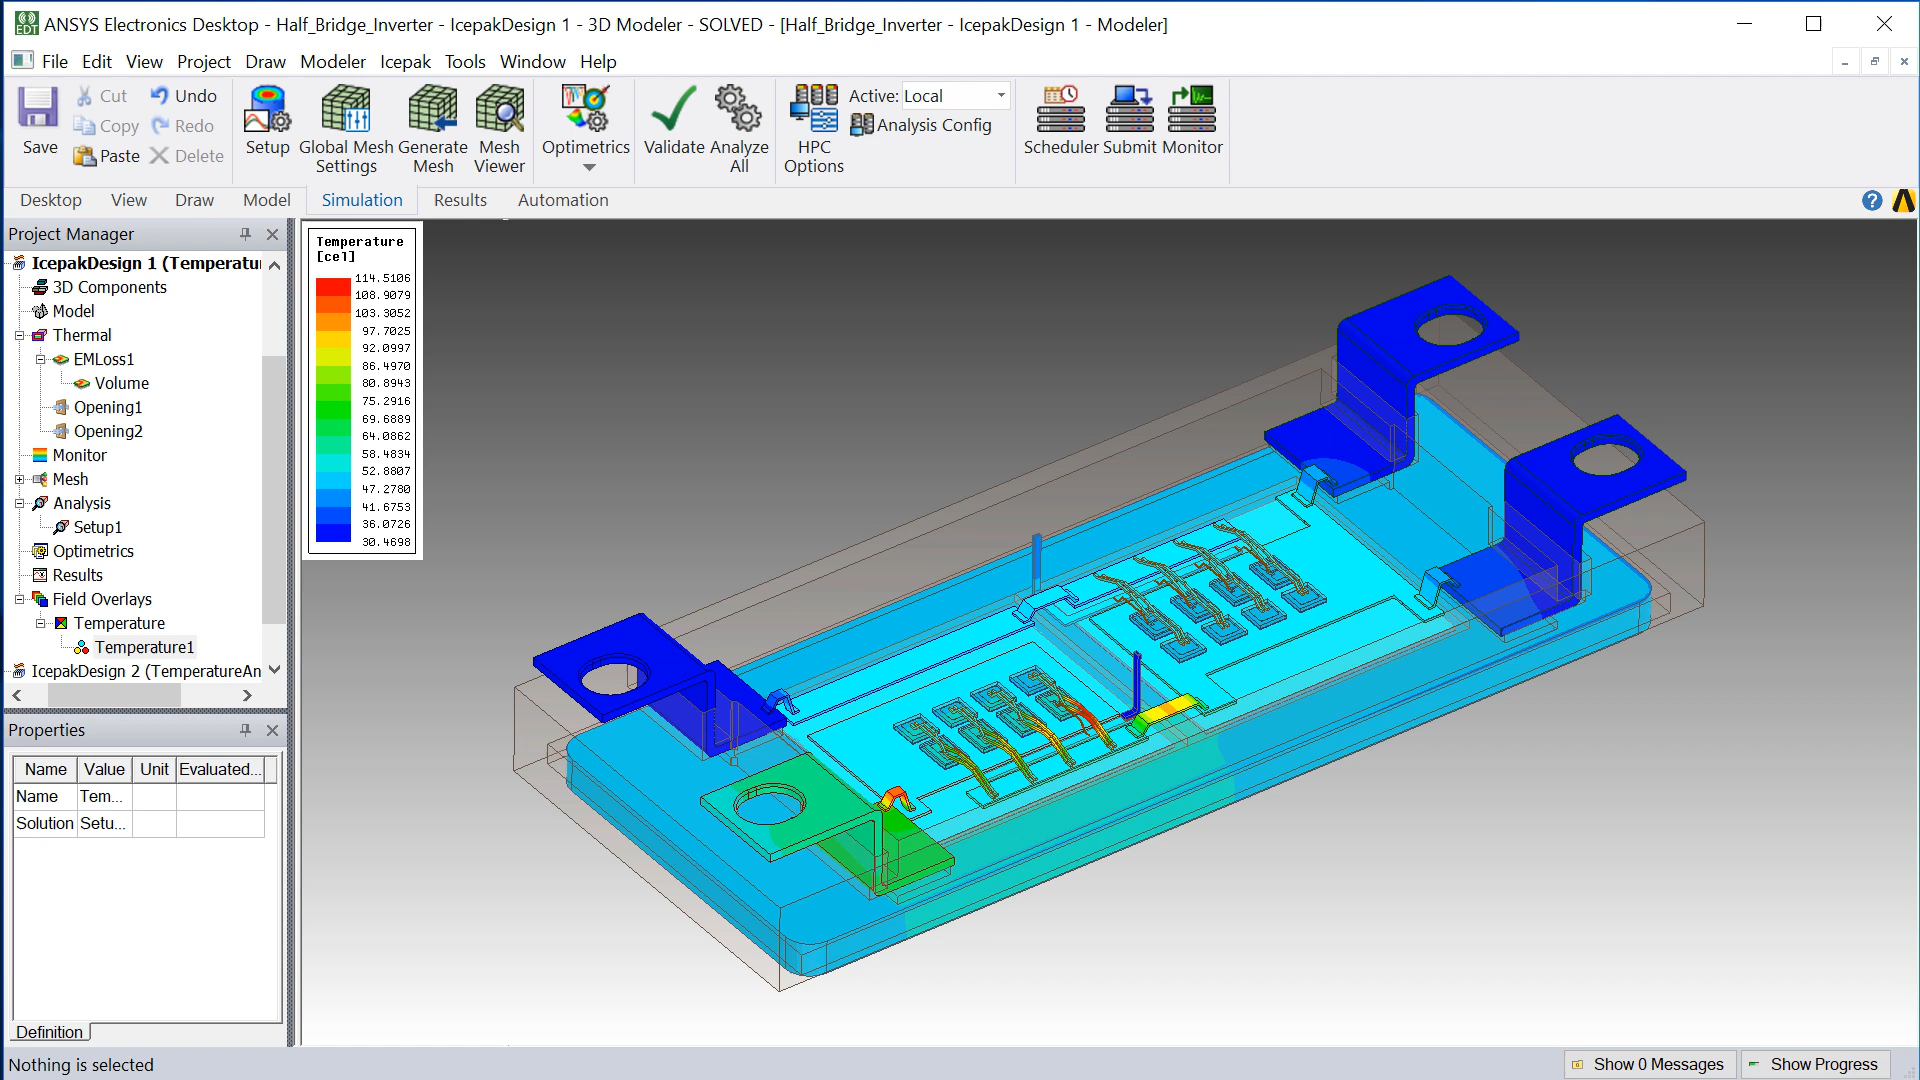 EDT
ANSYS Electronics Desktop - Half_Bridge_Inverter - IcepakDesign 1 - 3D Modeler - SOLVED - [Half_Bridge_Inverter - IcepakDesign 1 - Modeler]
File Edit View Project Draw Modeler Icepak Tools Window Help
Save
Cut Undo
Copy Redo
Paste Delete
Setup
Global Mesh
Settings
Generate
Mesh
Mesh
Viewer
Optimetrics
Validate
Analyze
All
HPC
Options
Active: Local
Analysis Config
Scheduler Submit Monitor
Desktop View Draw Model Simulation Results Automation
Project Manager
IcepakDesign 1 (Temperatu
3D Components
Model
Thermal
EMLoss1
Volume
Opening1
Opening2
Monitor
Mesh
Analysis
Setup1
Optimetrics
Results
Field Overlays
Temperature
Temperature1
IcepakDesign 2 (TemperatureAn
Properties
Name Value Unit Evaluated...
Name Tem...
Solution Setu...
Definition
Temperature
[cel]
114.5106
108.9079
103.3052
97.7025
92.0997
86.4970
80.8943
75.2916
69.6889
64.0862
58.4834
52.8807
47.2780
41.6753
36.0726
30.4698
Nothing is selected
Show 0 Messages Show Progress